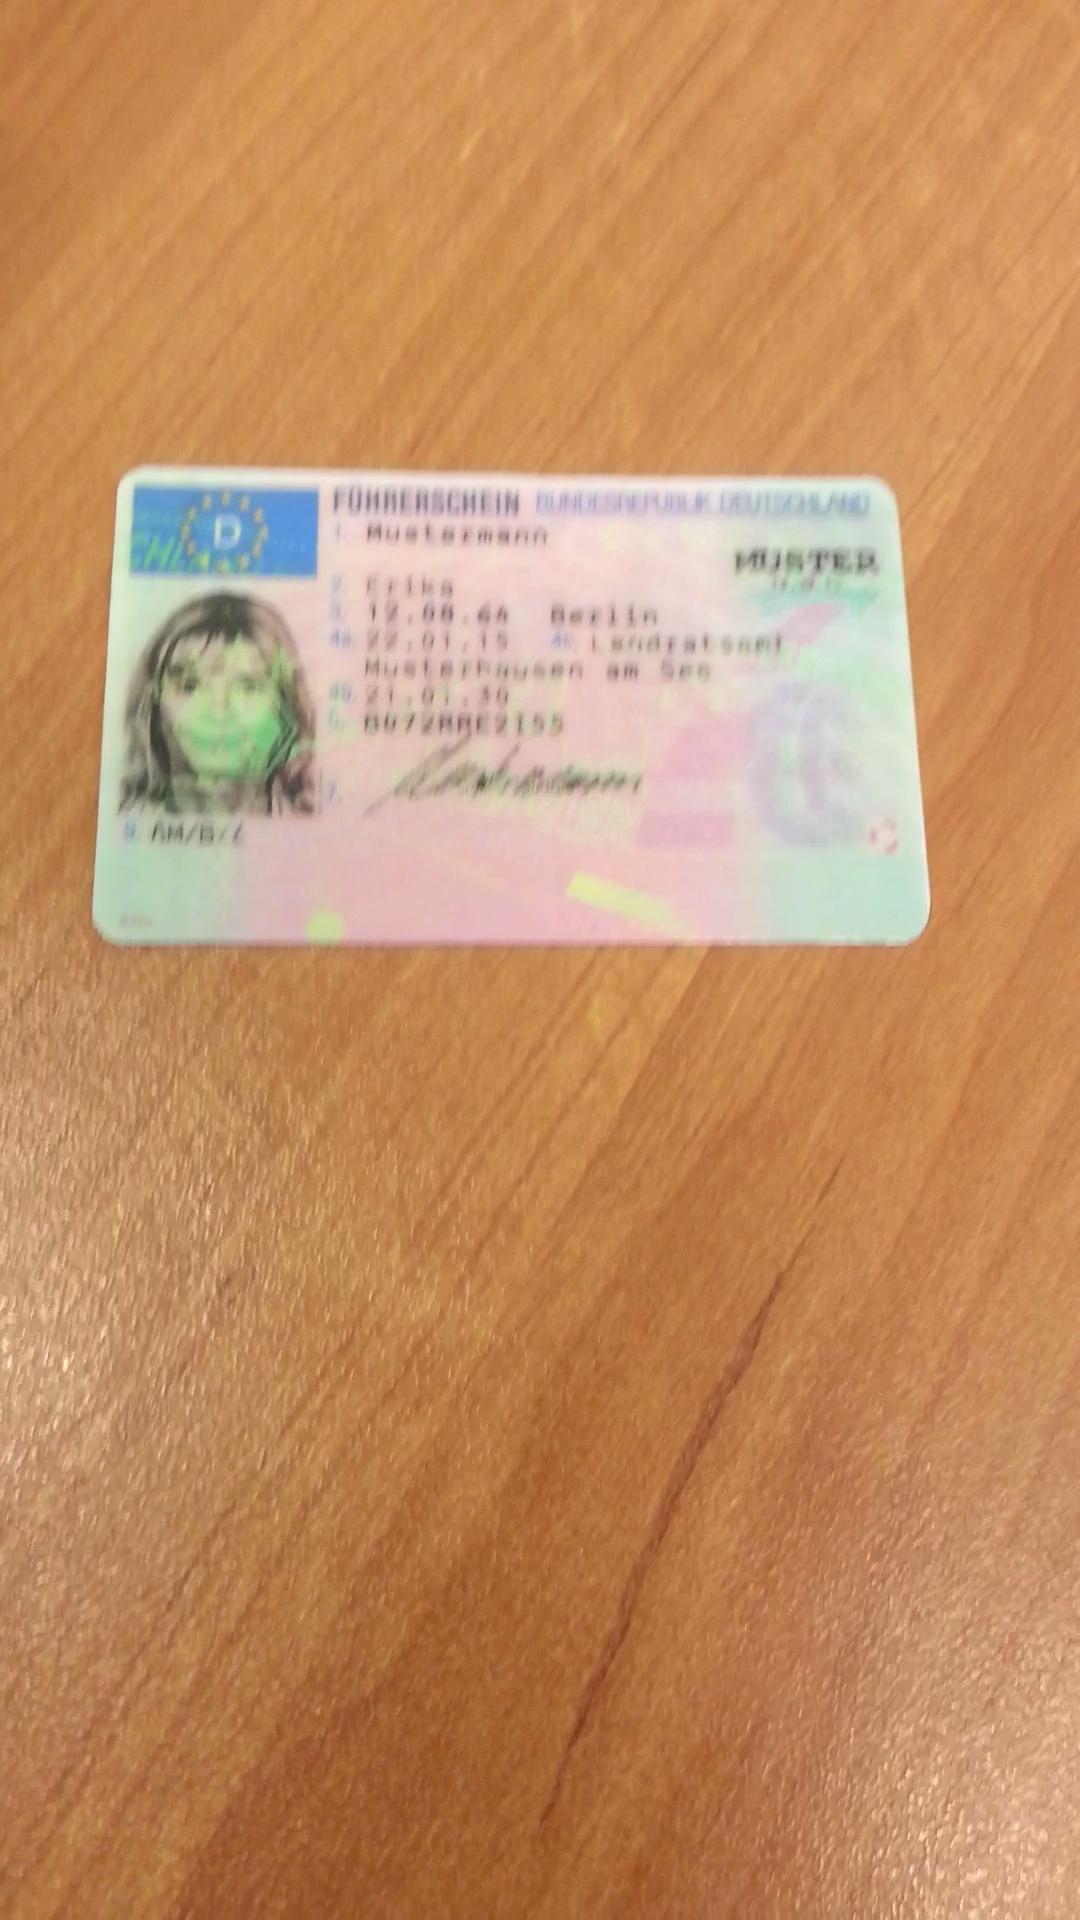 D
FÜHRERSCHEIN BUNDESREPUBLIK DEUTSCHLAND
1. Mustermann
MUSTER
2. Erika
3. 12.08.64 Berlin
4a. 22.01.15 4c. Landratsamt
Musterhausen am See
4b. 21.01.30
5. B072RRE2I55
7.
9. AM/B/L